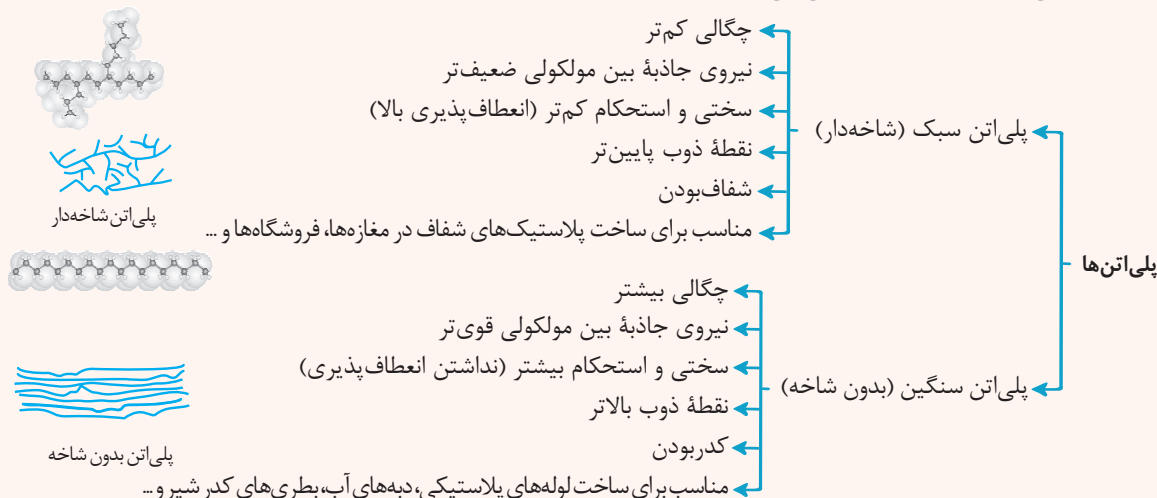 پلی‌اتن‌ها
پلی‌اتن سبک (شاخه‌دار)
چگالی کم‌تر
نیروی جاذبهٔ بین مولکولی ضعیف‌تر
سختی و استحکام کم‌تر (انعطاف‌پذیری بالا)
نقطهٔ ذوب پایین‌تر
شفاف‌بودن
مناسب برای ساخت پلاستیک‌های شفاف در مغازه‌ها، فروشگاه‌ها و ...
پلی‌اتن شاخه‌دار
پلی‌اتن سنگین (بدون شاخه)
چگالی بیشتر
نیروی جاذبهٔ بین مولکولی قوی‌تر
سختی و استحکام بیشتر (نداشتن انعطاف‌پذیری)
نقطهٔ ذوب بالاتر
کدربودن
مناسب برای ساخت لوله‌های پلاستیکی، دبه‌های آب، بطری‌های کدر شیر و ...
پلی‌اتن بدون شاخه